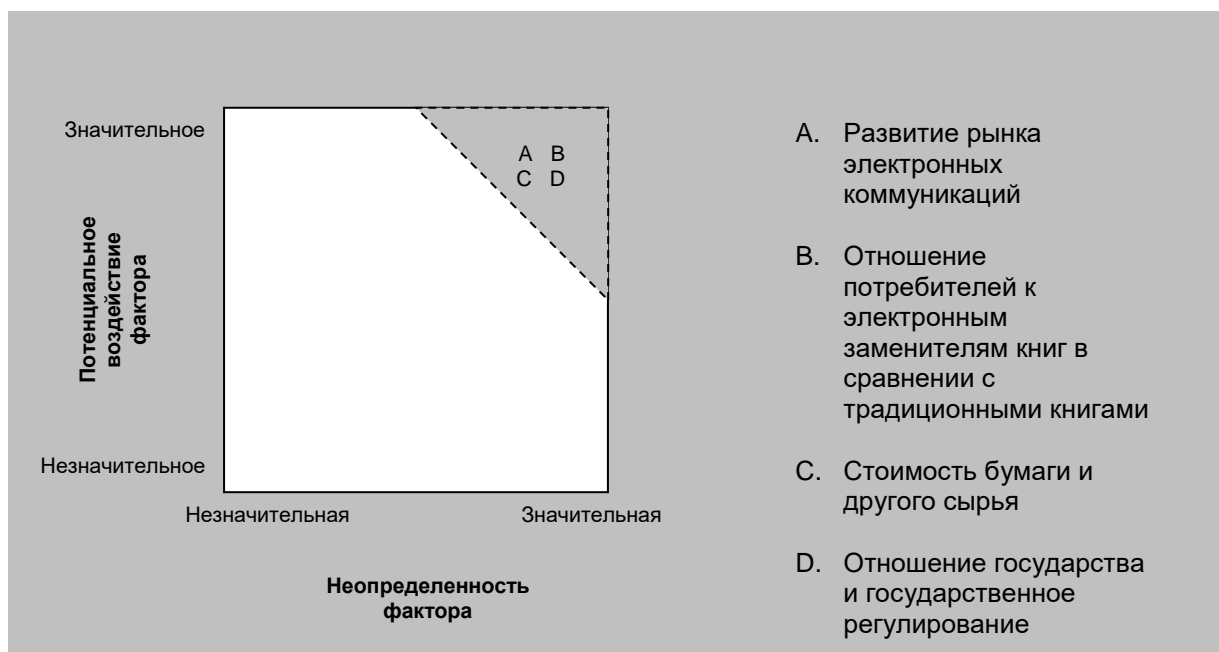 Значительное
A B
C D
Потенциальное
воздействие
фактора
Незначительное
Незначительная
Значительная
Неопределенность
фактора
A. Развитие рынка
электронных
коммуникаций
B. Отношение
потребителей к
электронным
заменителям книг в
сравнении с
традиционными книгами
C. Стоимость бумаги и
другого сырья
D. Отношение государства
и государственное
регулирование